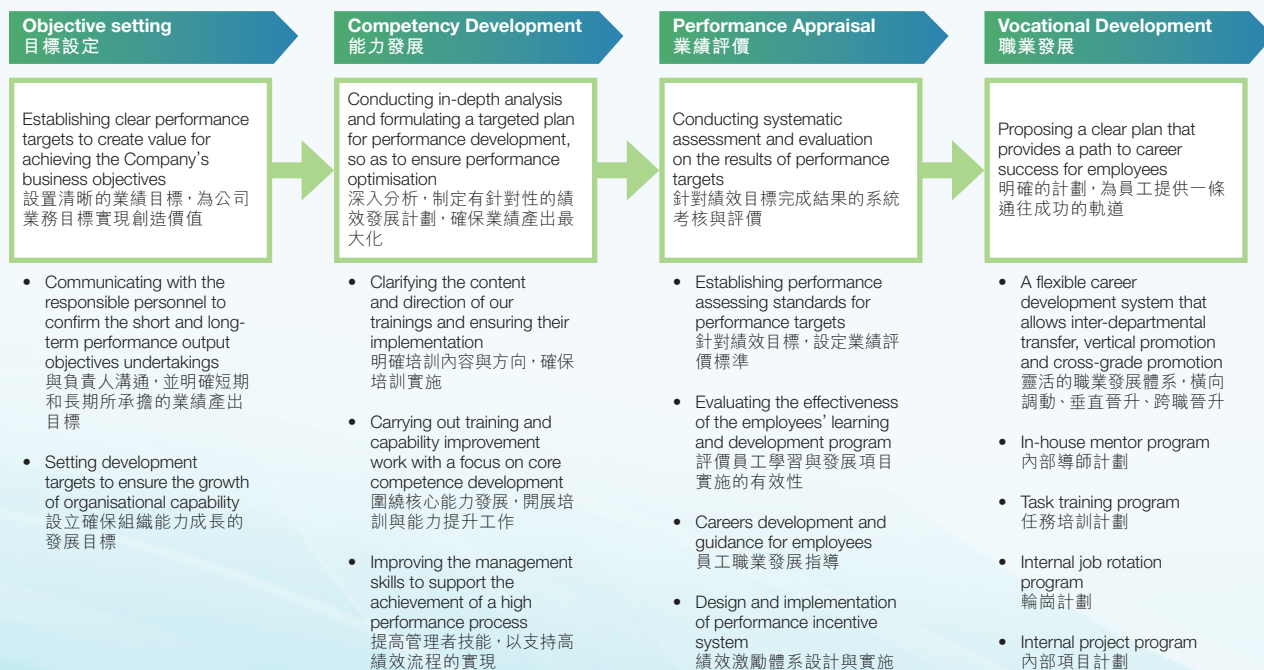 Objective setting
目標設定
Establishing clear performance
targets to create value for
achieving the Company's
business objectives
設置清晰的業績目標，為公司
業務目標實現創造價值
• Communicating with the
responsible personnel to
confirm the short and long-
term performance output
objectives undertakings
與負責人溝通，並明確短期
和長期所承擔的業績產出
目標
• Setting development
targets to ensure the growth
of organisational capability
設立確保組織能力成長的
發展目標
Competency Development
能力發展
Conducting in-depth analysis
and formulating a targeted plan
for performance development,
so as to ensure performance
optimisation
深入分析，制定有針對性的績
效發展計劃，確保業績產出最
大化
• Clarifying the content
and direction of our
trainings and ensuring their
implementation
明確培訓內容與方向，確保
培訓實施
• Carrying out training and
capability improvement
work with a focus on core
competence development
圍繞核心能力發展，開展培
訓與能力提升工作
• Improving the management
skills to support the
achievement of a high
performance process
提高管理者技能，以支持高
績效流程的實現
Performance Appraisal
業績評價
Conducting systematic
assessment and evaluation
on the results of performance
targets
針對績效目標完成結果的系統
考核與評價
• Establishing performance
assessing standards for
performance targets
針對績效目標，設定業績評
價標準
• Evaluating the effectiveness
of the employees' learning
and development program
評價員工學習與發展項目
實施的有效性
• Careers development and
guidance for employees
員工職業發展指導
• Design and implementation
of performance incentive
system
績效激勵體系設計與實施
Vocational Development
職業發展
Proposing a clear plan that
provides a path to career
success for employees
明確的計劃，為員工提供一條
通往成功的軌道
• A flexible career
development system that
allows inter-departmental
transfer, vertical promotion
and cross-grade promotion
靈活的職業發展體系，橫向
調動、垂直晉升、跨職晉升
• In-house mentor program
內部導師計劃
• Task training program
任務培訓計劃
• Internal job rotation
program
輪崗計劃
• Internal project program
內部項目計劃